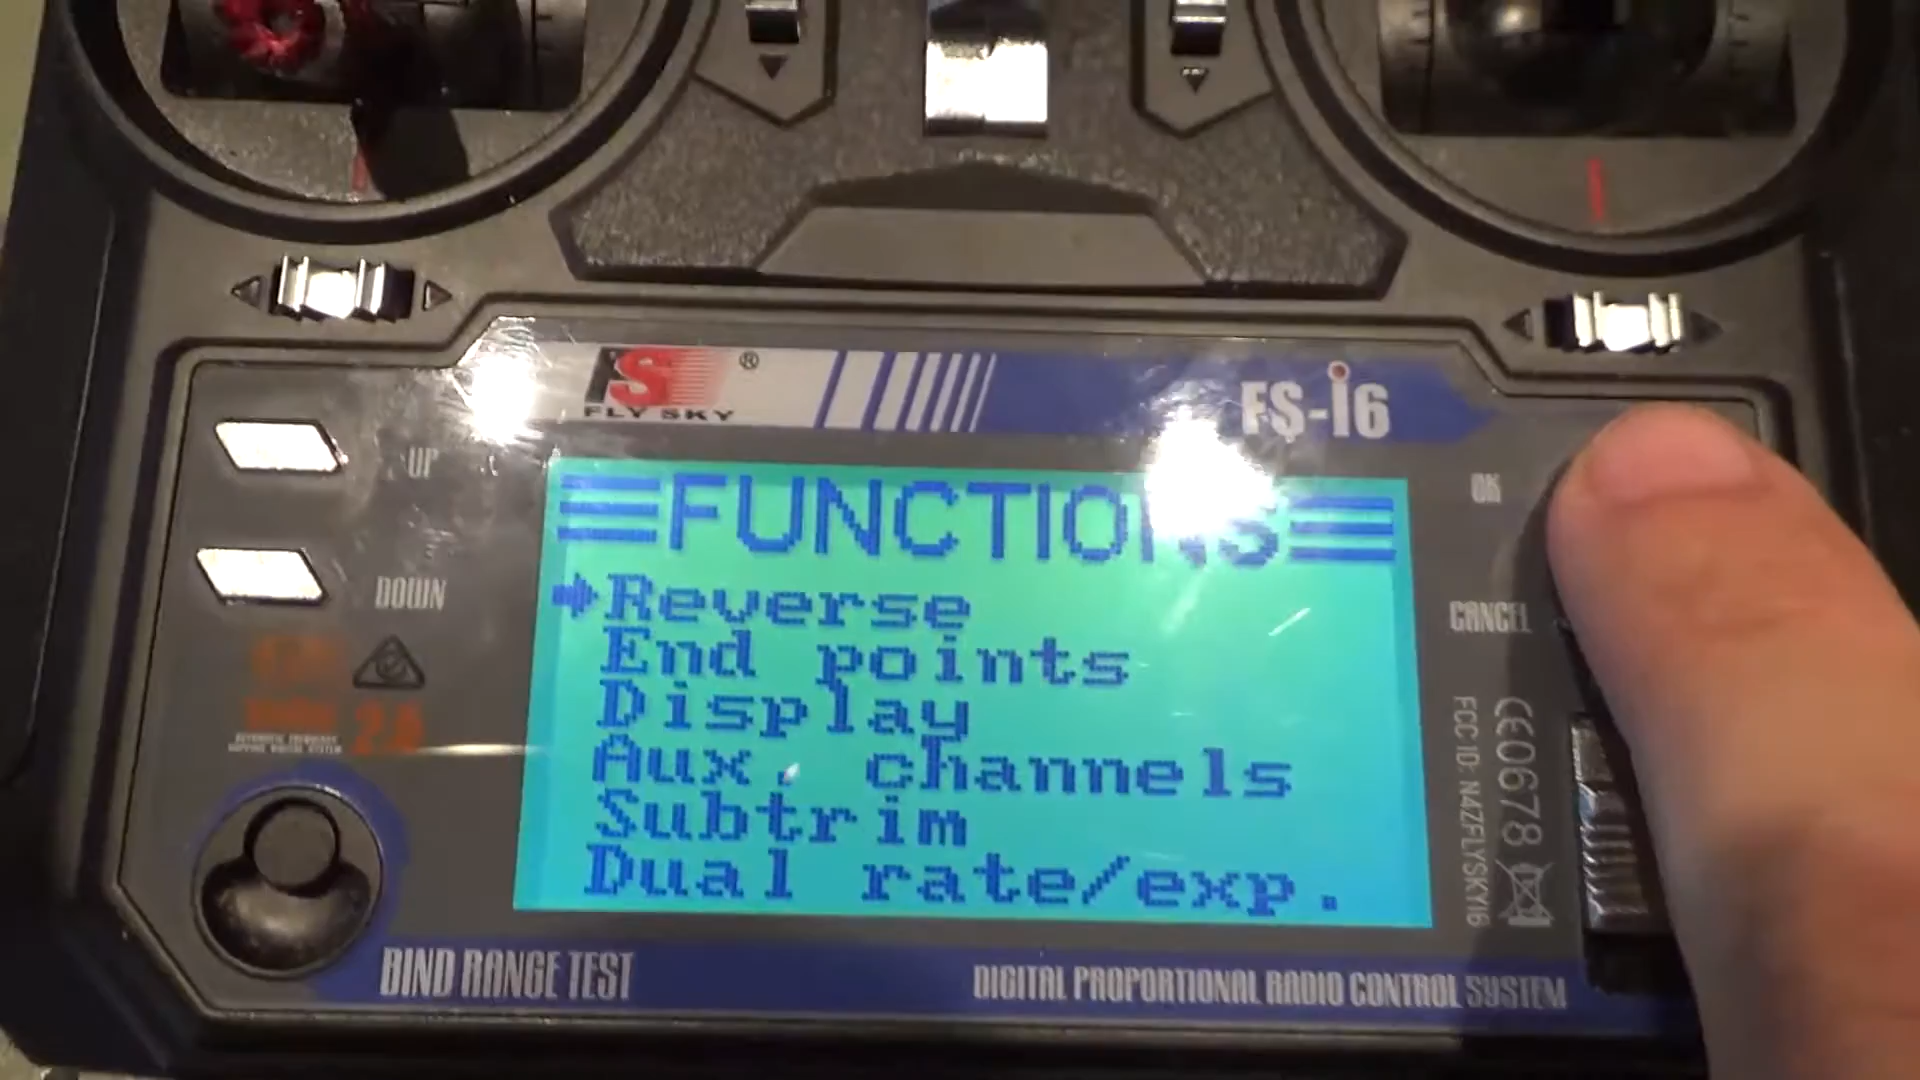 FS ®
FLY SKY
FS-i6
UP
OK
FUNCTIONS
Reverse
DOWN
CANCEL
End points
Display
Aux. channels
Subtrim
Dual rate/exp.
CE0678
FCC ID: N4ZFLYSKYI6
BIND RANGE TEST
DIGITAL PROPORTIONAL RADIO CONTROL SYSTEM